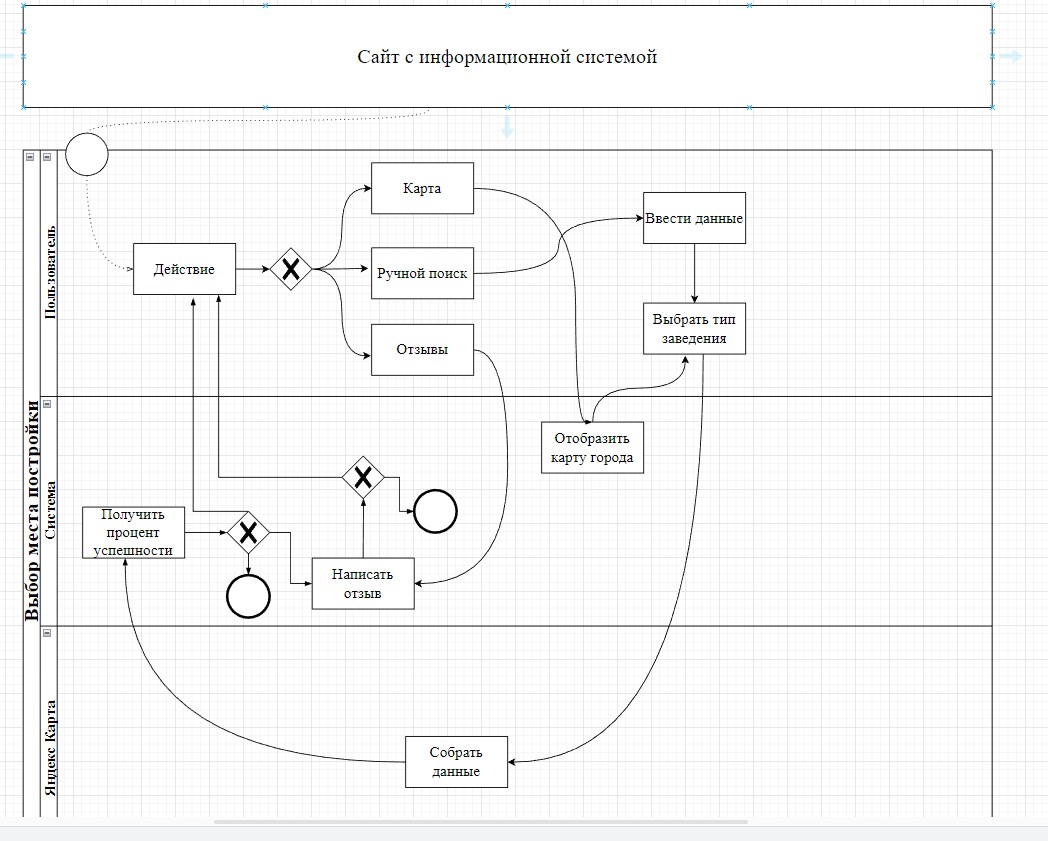 Сайт с информационной системой
Выбор места постройки
Пользователь
Действие
Карта
Ручной поиск
Отзывы
Ввести данные
Выбрать тип
заведения
Система
Отобразить
карту города
Получить
процент
успешности
Написать
отзыв
Яндекс Карта
Собрать
данные